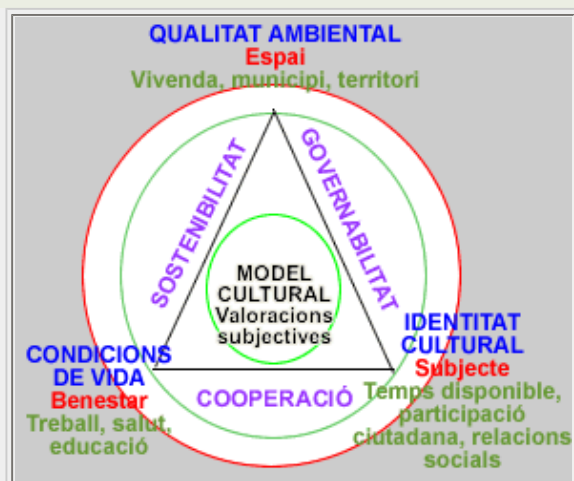 QUALITAT AMBIENTAL
Espai
Vivenda, municipi, territori
SOSTENIBILITAT
GOVERNABILITAT
MODEL
CULTURAL
Valoracions
subjectives
CONDICIONS
DE VIDA
Benestar
Treball, salut,
educació
COOPERACIÓ
IDENTITAT
CULTURAL
Subjecte
Temps disponible,
participació
ciutadana, relacions
socials